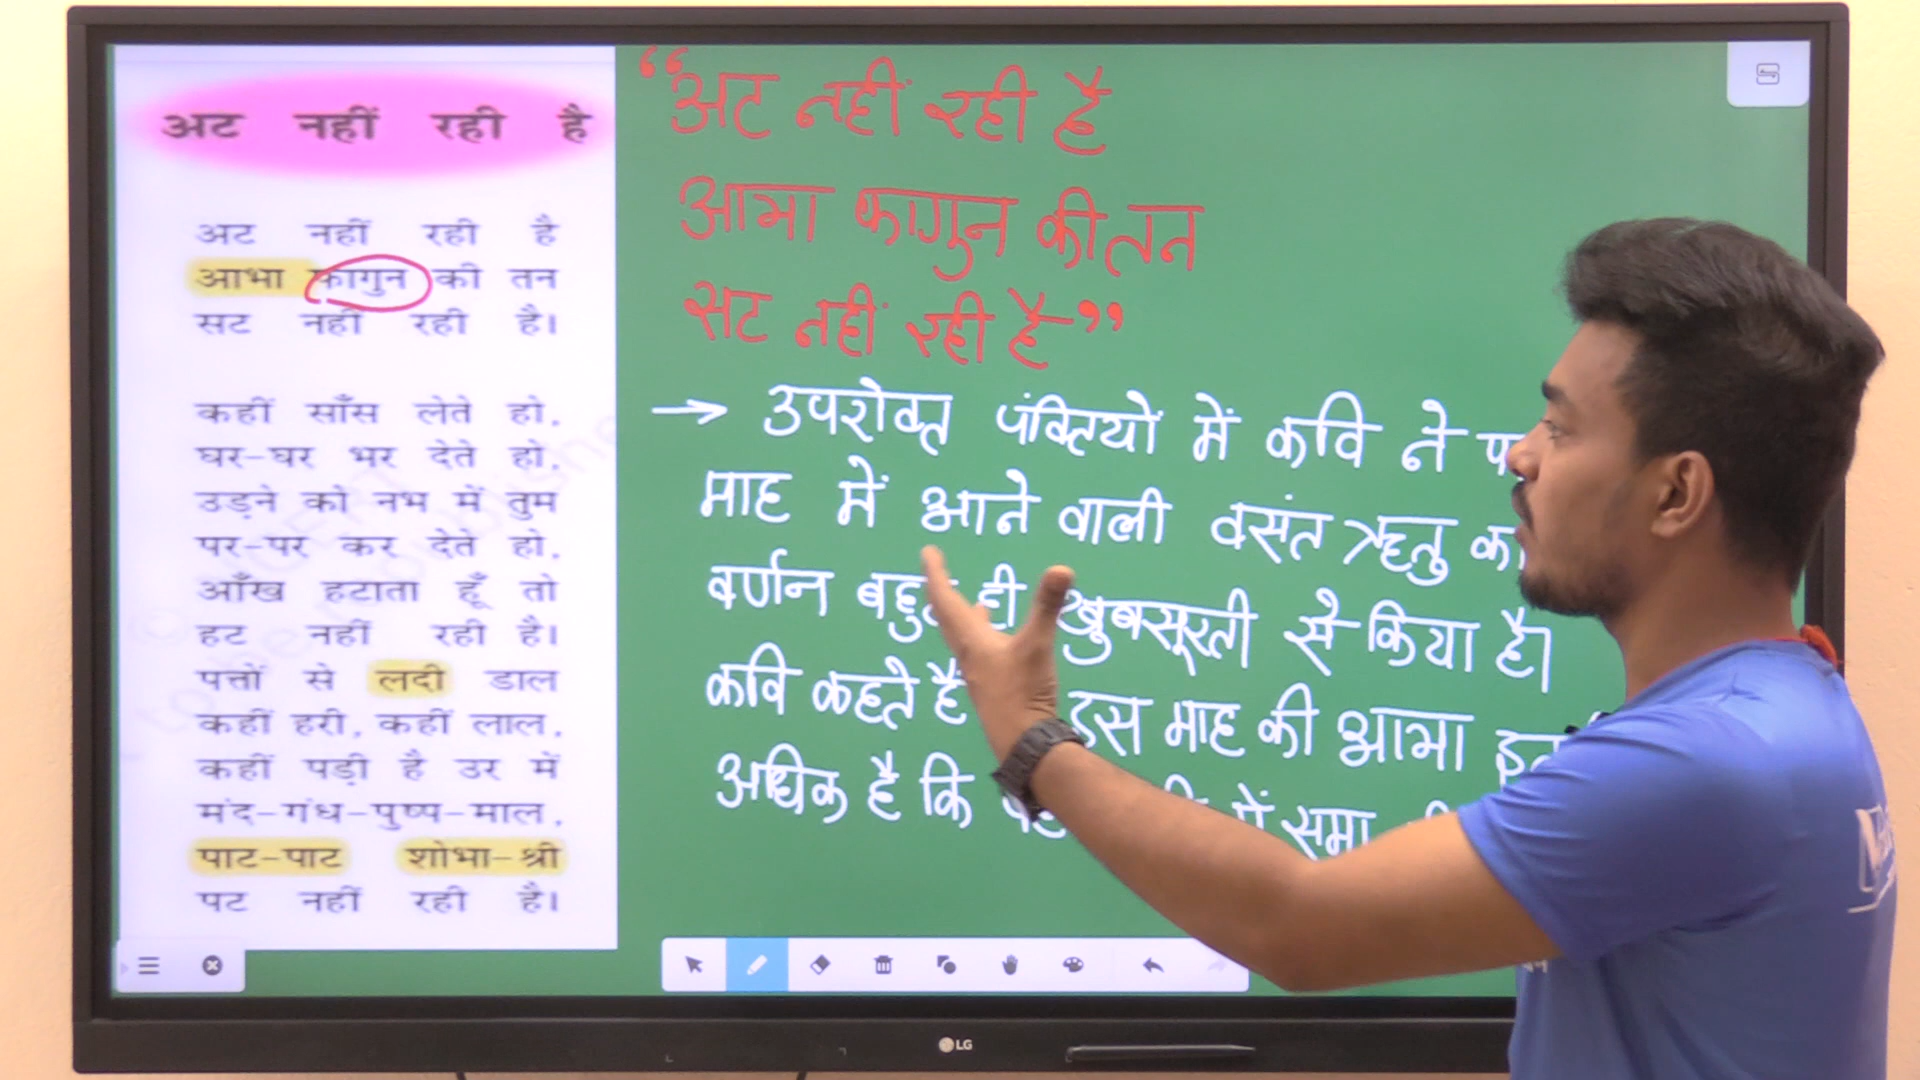 अट नहीं रही है
अट नहीं रही है
आभा फागुन की तन
सट नहीं रही है।
कहीं साँस लेते हो,
घर-घर भर देते हो,
उड़ने को नभ में तुम
पर-पर कर देते हो,
आँख हटाता हूँ तो
हट नहीं रही है।
पत्तों से लदी डाल
कहीं हरी, कहीं लाल,
कहीं पड़ी है उर में
मंद-गंध-पुष्प-माल,
पाट-पाट शोभा-श्री
पट नहीं रही है।
“अट नहीं रही है
आभा फागुन की तन
सट नहीं रही है”
→ उपरोक्त पंक्तियों में कवि ने
माह में आने वाली वसंत ऋतु का
वर्णन बहुत ही खुबसूरती से किया है।
कवि कहते हैं इस माह की आभा
अधिक है कि में समा
LG